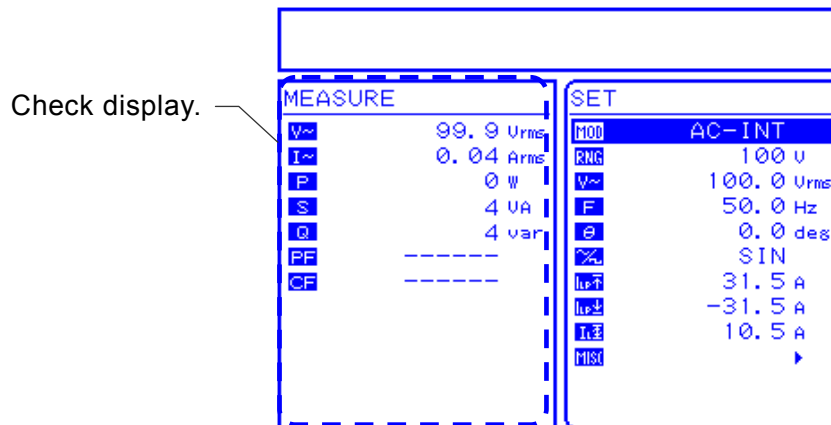 Check display.
MEASURE
V~ 99.9 Vrms
I~ 0.04 Arms
P 0 W
S 4 VA
Q 4 var
PF ------
CF ------
SET
MOD AC-INT
RNG 100 V
V~ 100.0 Vrms
F 50.0 Hz
θ 0.0 deg
SIN
31.5 A
-31.5 A
10.5 A
MISC